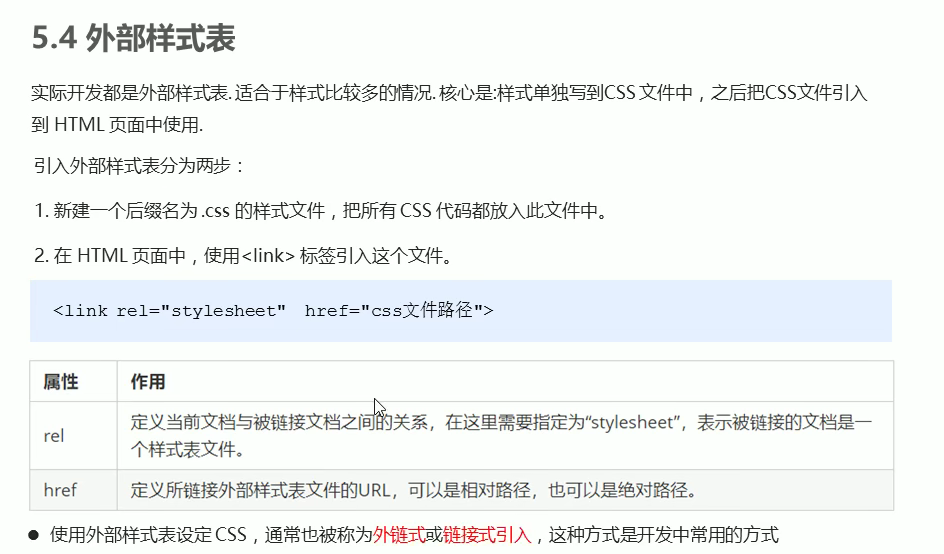 5.4 外部样式表
实际开发都是外部样式表. 适合于样式比较多的情况. 核心是:样式单独写到CSS 文件中，之后把CSS文件引入
到 HTML 页面中使用.
引入外部样式表分为两步：
1. 新建一个后缀名为 .css 的样式文件，把所有 CSS 代码都放入此文件中。
2. 在 HTML 页面中，使用<link> 标签引入这个文件。
<link rel="stylesheet"  href="css文件路径">
属性 作用
rel 定义当前文档与被链接文档之间的关系，在这里需要指定为“stylesheet”，表示被链接的文档是一
个样式表文件。
href 定义所链接外部样式表文件的URL，可以是相对路径，也可以是绝对路径。
● 使用外部样式表设定 CSS，通常也被称为外链式或链接式引入，这种方式是开发中常用的方式